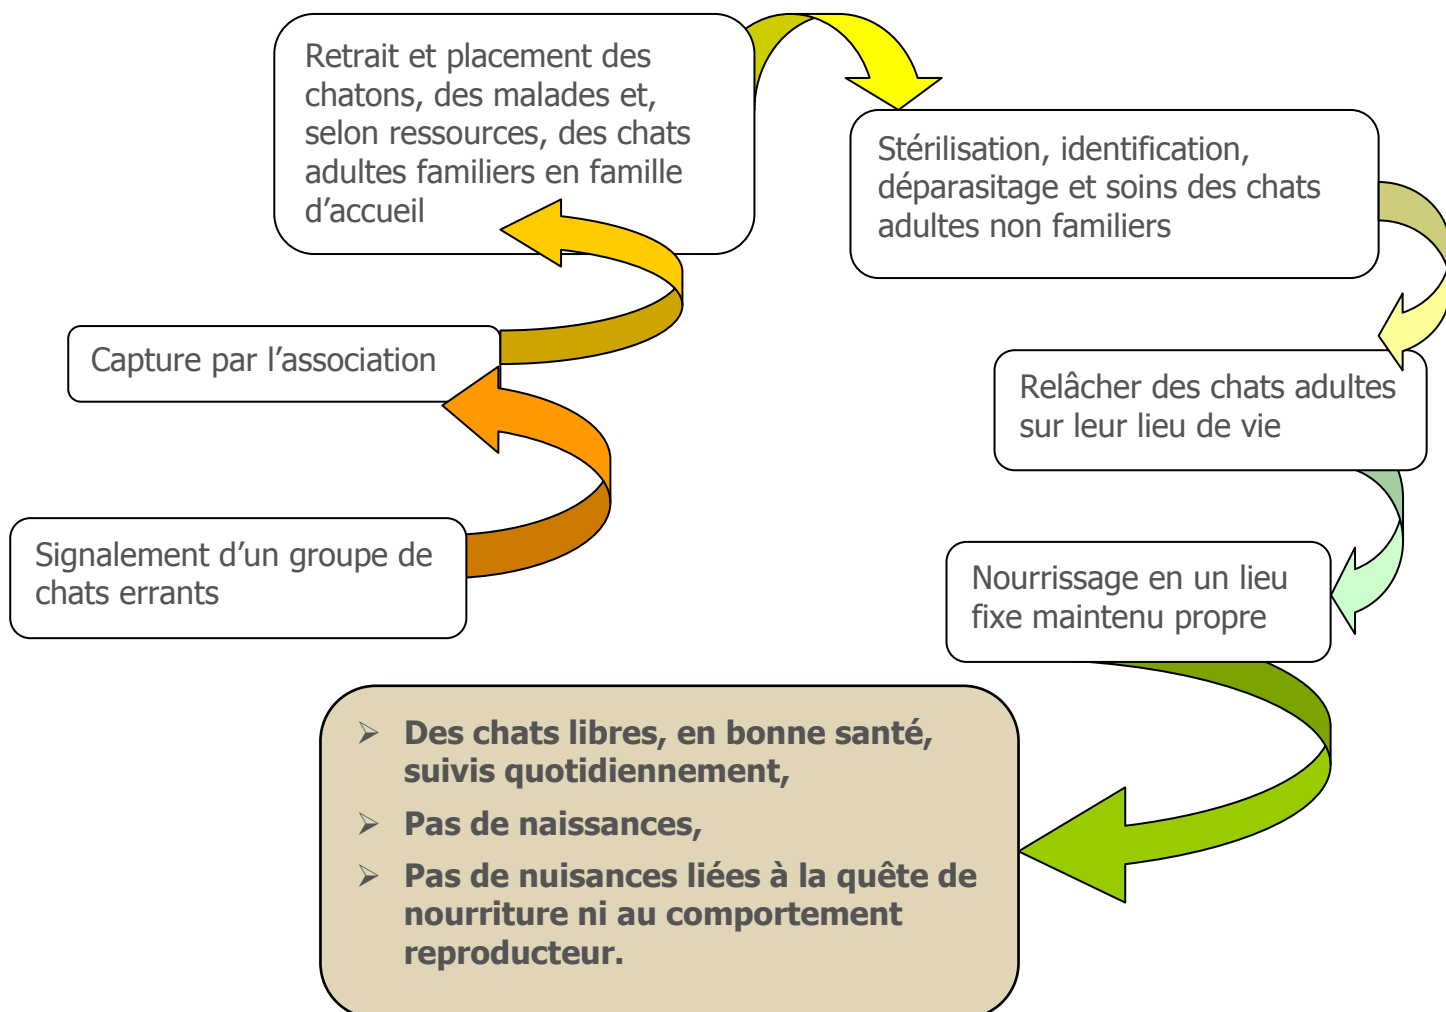 Retrait et placement des
chatons, des malades et,
selon ressources, des chats
adultes familiers en famille
d’accueil
Stérilisation, identification,
déparasitage et soins des chats
adultes non familiers
Capture par l’association
Relâcher des chats adultes
sur leur lieu de vie
Signalement d’un groupe de
chats errants
Nourrissage en un lieu
fixe maintenu propre
➢ Des chats libres, en bonne santé,
suivis quotidiennement,
➢ Pas de naissances,
➢ Pas de nuisances liées à la quête de
nourriture ni au comportement
reproducteur.